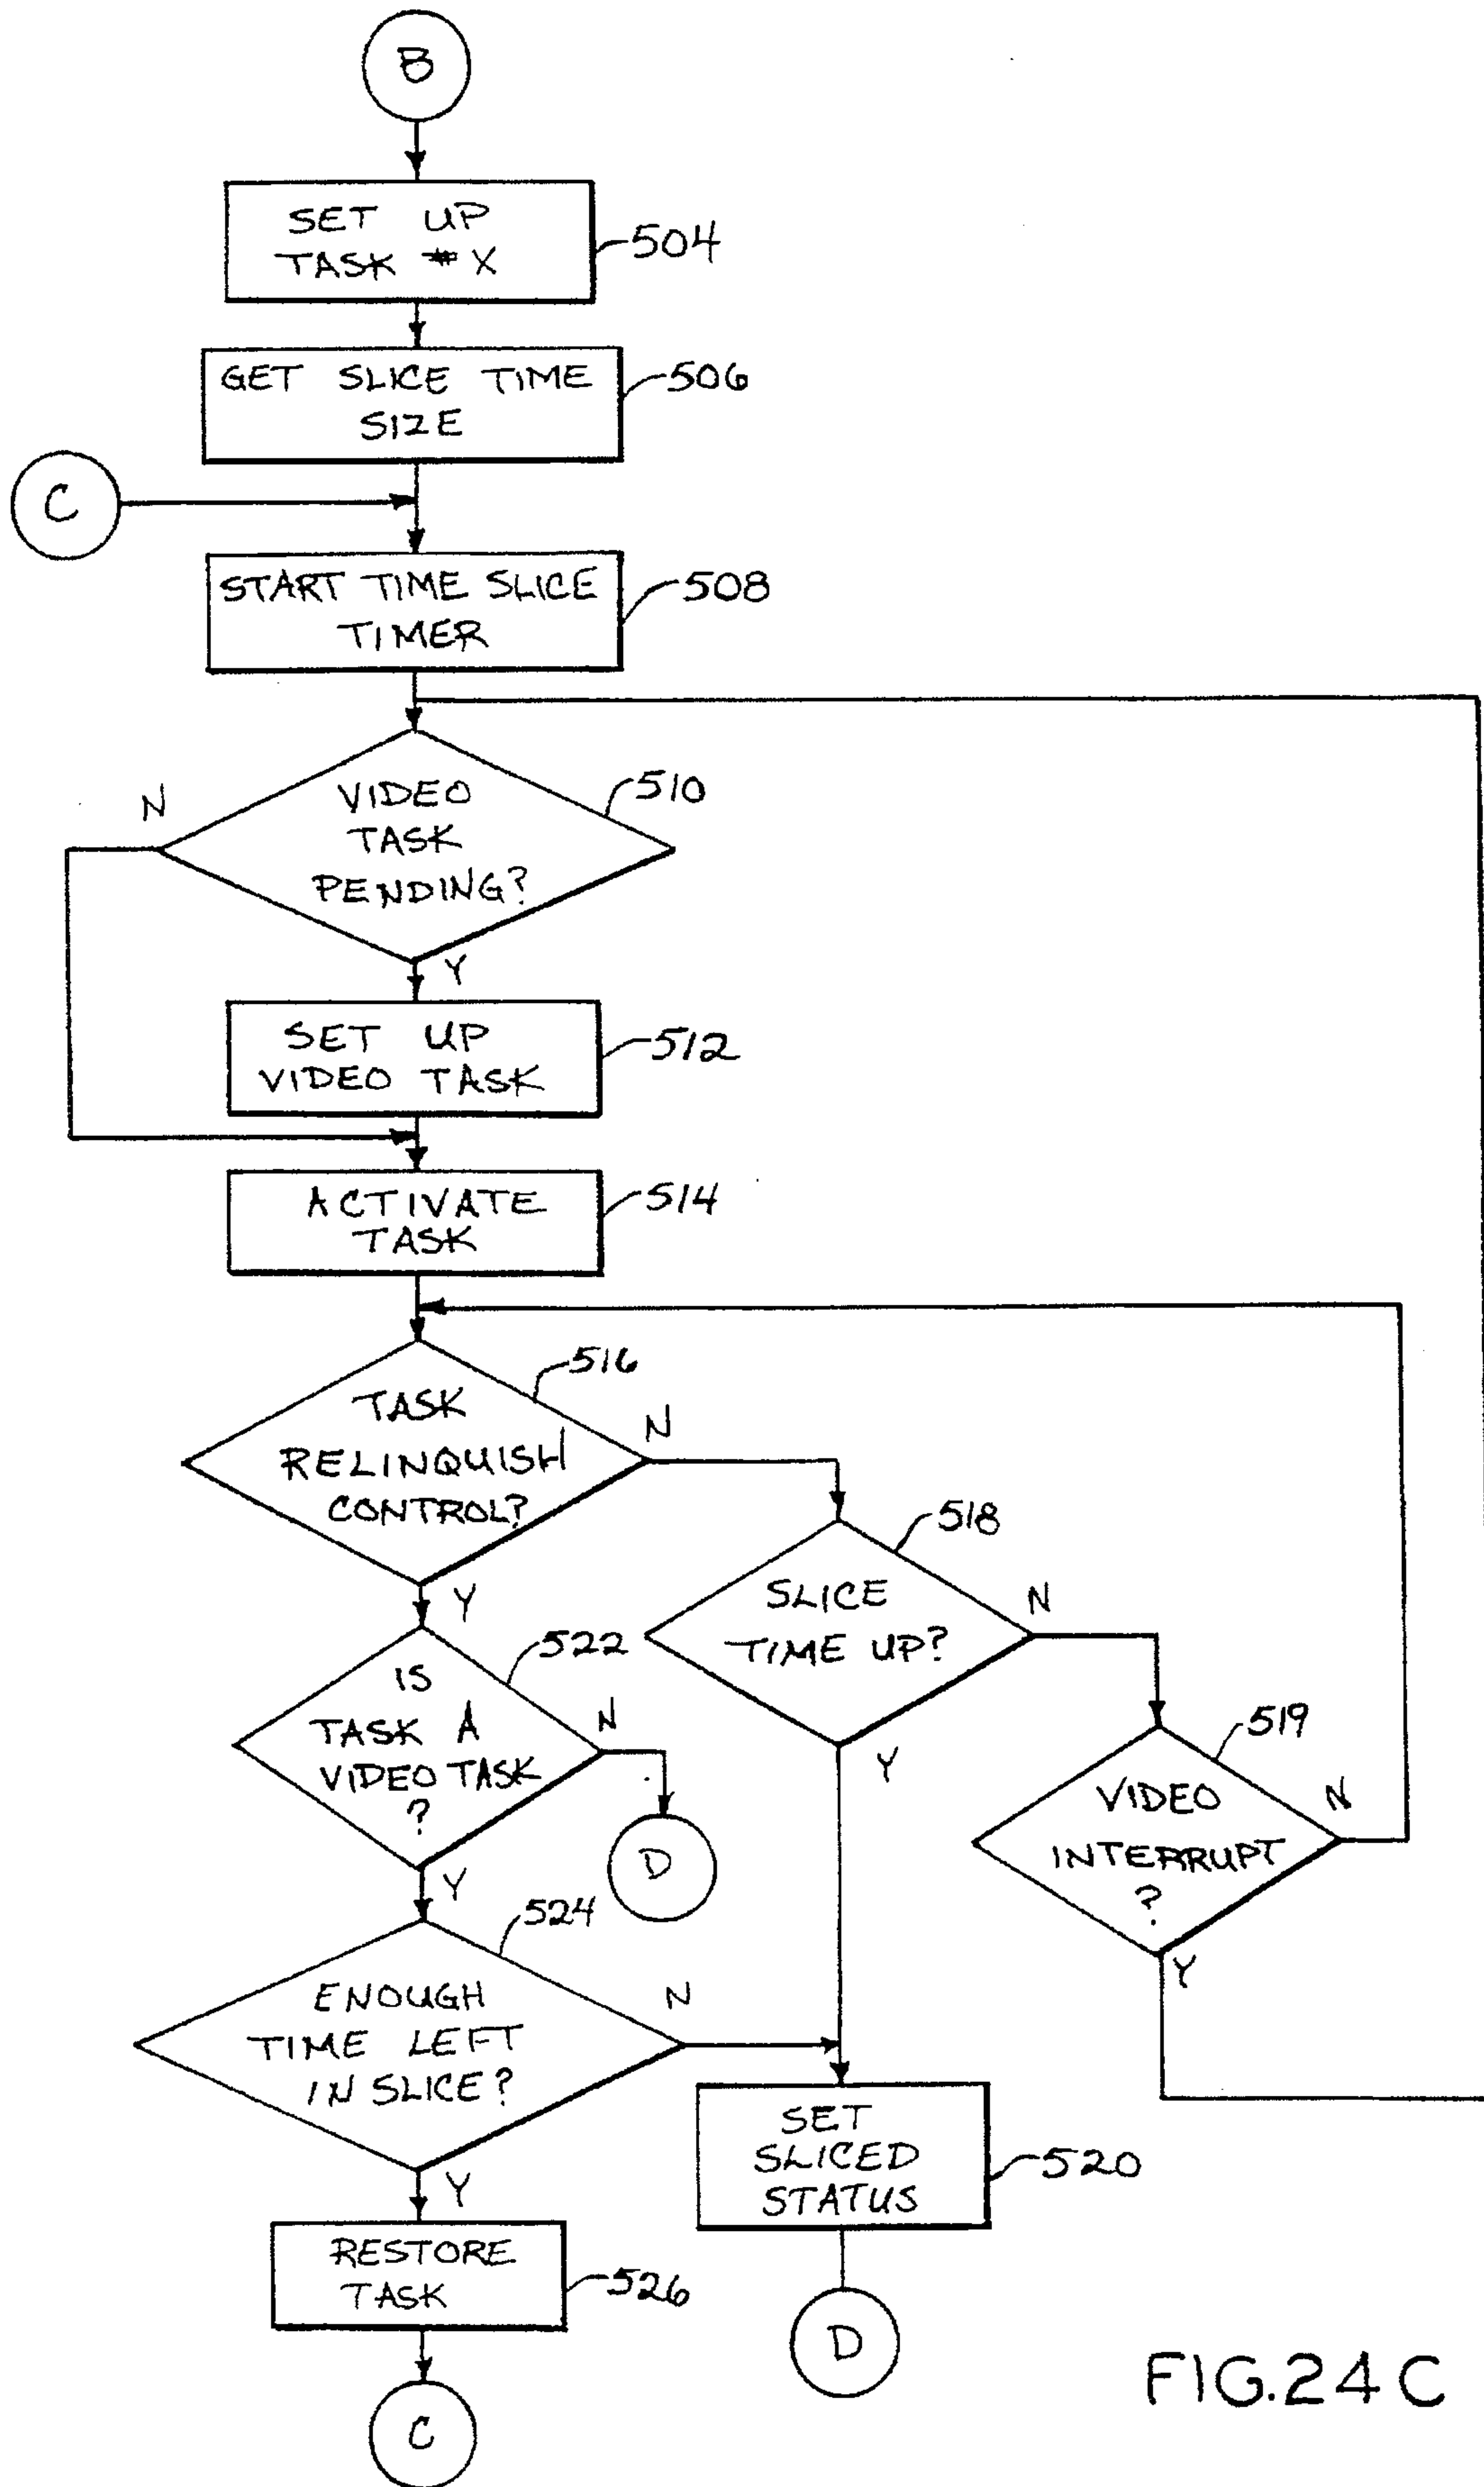 B
SET UP
TASK #X
504
GET SLICE TIME
SIZE
506
C
START TIME SLICE
TIMER
508
VIDEO
TASK
PENDING?
510
N
Y
SET UP
VIDEO TASK
512
ACTIVATE
TASK
514
TASK
RELINQUISH
CONTROL?
516
N
Y
SLICE
TIME UP?
518
N
Y
IS
TASK A
VIDEO TASK
?
522
N
Y
D
VIDEO
INTERRUPT
?
519
N
Y
ENOUGH
TIME LEFT
IN SLICE?
524
N
Y
SET
SLICED
STATUS
520
RESTORE
TASK
526
D
C
FIG.24C